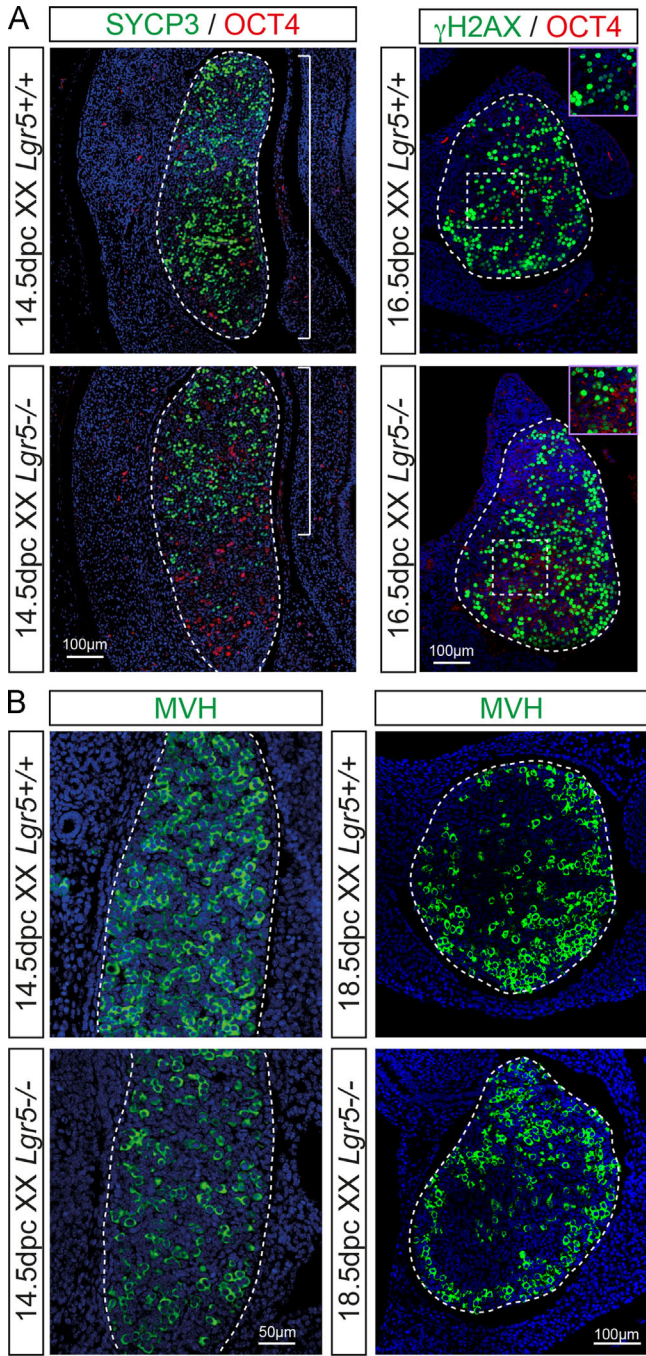 A
SYCP3 / OCT4
γH2AX / OCT4
14.5dpc XX Lgr5+/+
16.5dpc XX Lgr5+/+
14.5dpc XX Lgr5-/-
100µm
16.5dpc XX Lgr5-/-
B
MVH
MVH
14.5dpc XX Lgr5+/+
18.5dpc XX Lgr5+/+
14.5dpc XX Lgr5-/-
50µm
18.5dpc XX Lgr5-/-
100µm